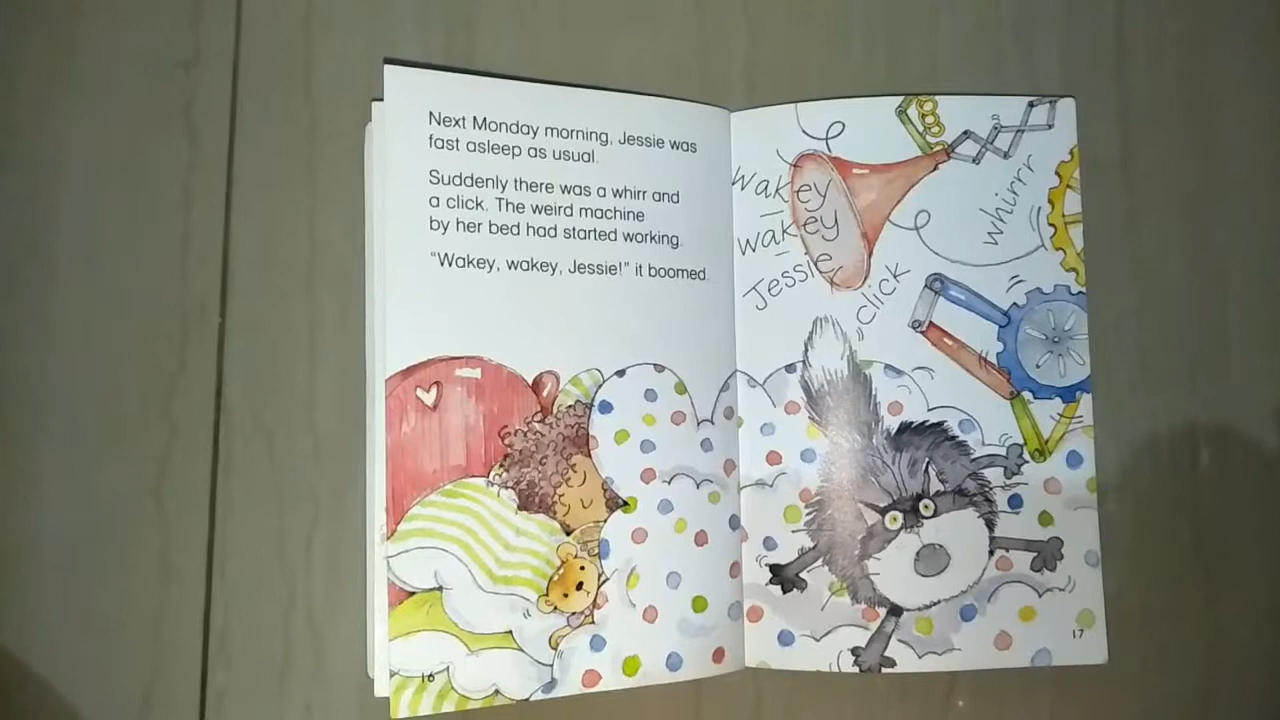 Next Monday morning, Jessie was
fast asleep as usual.
Suddenly there was a whirr and
a click. The weird machine
by her bed had started working.
"Wakey, wakey, Jessie!" it boomed.
16
wakey
wakey
Jessie
whirrr
click
17